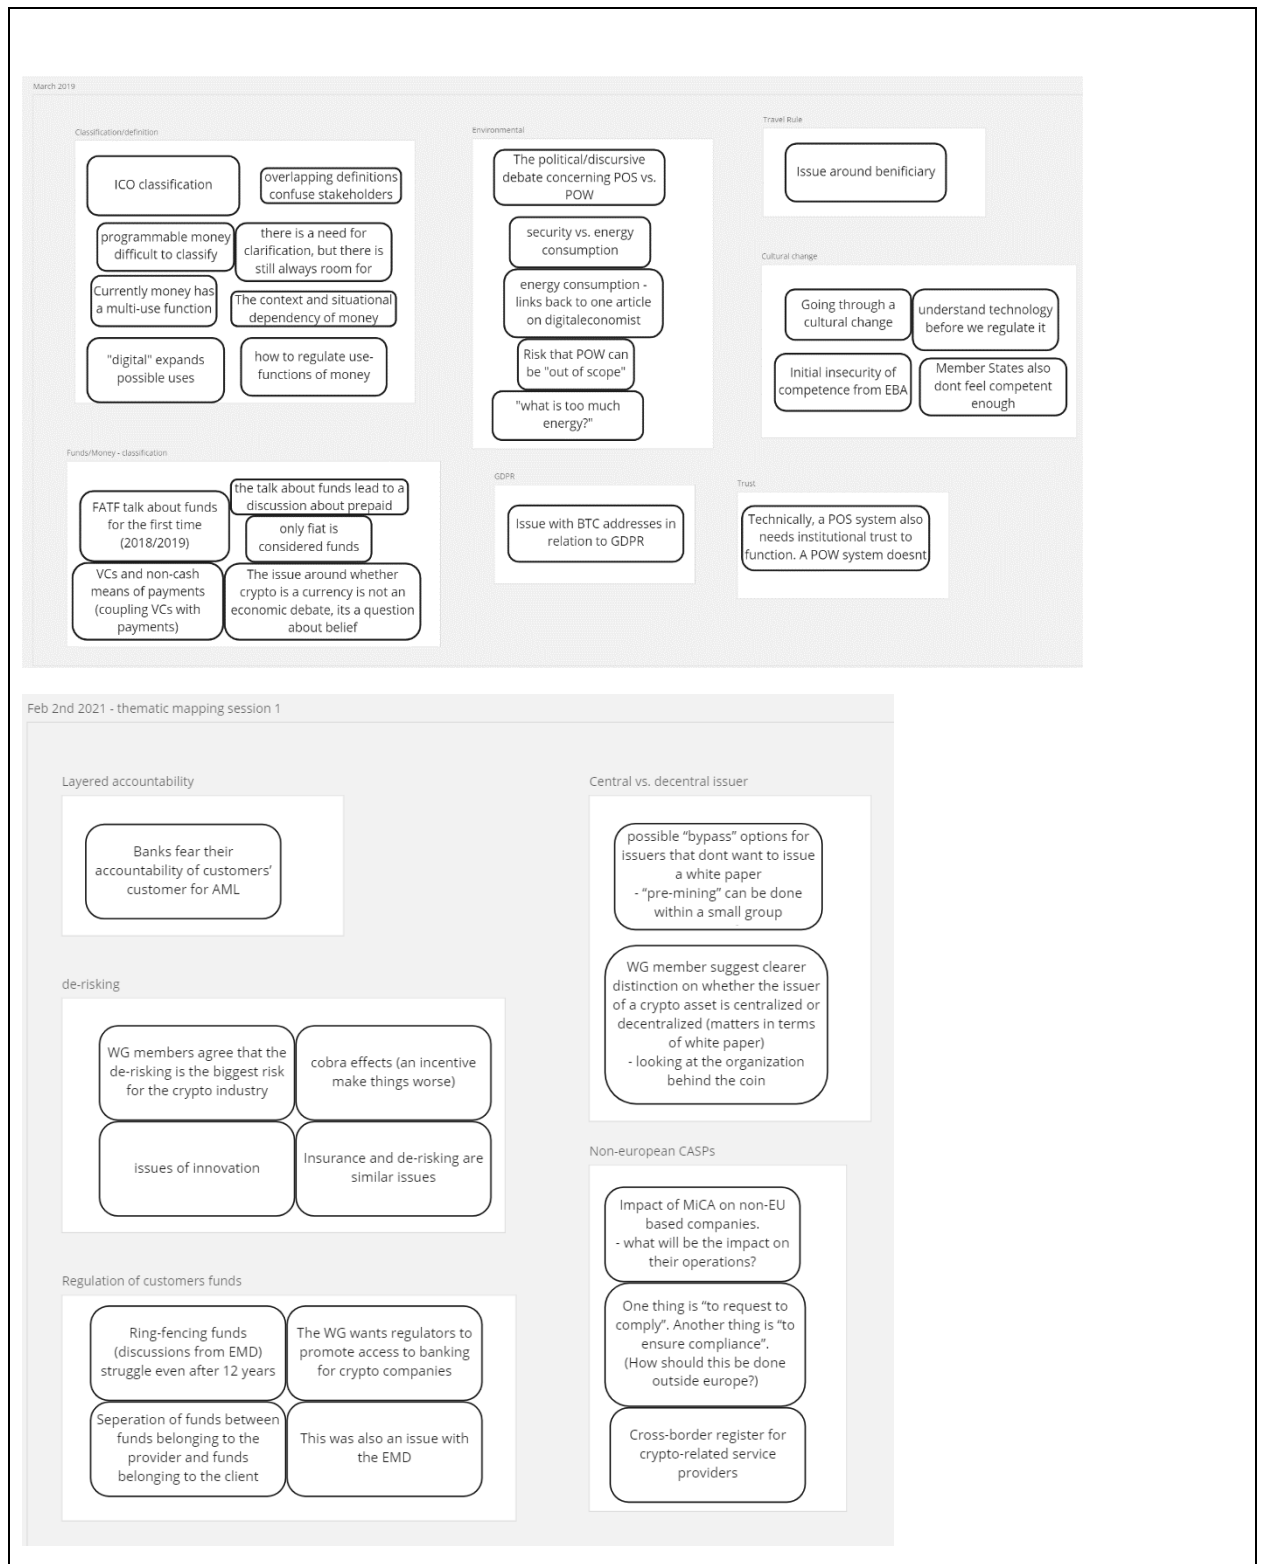 March 2019
Classification/definition
ICO classification
overlapping definitions
confuse stakeholders
programmable money
difficult to classify
there is a need for
clarification, but there is
still always room for
Currently money has
a multi-use function
The context and situational
dependency of money
"digital" expands
possible uses
how to regulate use-
functions of money
Funds/Money - classification
FATF talk about funds
for the first time
(2018/2019)
the talk about funds lead to a
discussion about prepaid
only fiat is
considered funds
VCs and non-cash
means of payments
(coupling VCs with
payments)
The issue around whether
crypto is a currency is not an
economic debate, its a question
about belief
Environmental
The political/discursive
debate concerning POS vs.
POW
security vs. energy
consumption
energy consumption -
links back to one article
on digitaleconomist
Risk that POW can
be "out of scope"
"what is too much
energy?"
GDPR
Issue with BTC addresses in
relation to GDPR
Travel Rule
Issue around benificiary
Cultural change
Going through a
cultural change
understand technology
before we regulate it
Initial insecurity of
competence from EBA
Member States also
dont feel competent
enough
Trust
Technically, a POS system also
needs institutional trust to
function. A POW system doesnt
Feb 2nd 2021 - thematic mapping session 1
Layered accountability
Banks fear their
accountability of customers’
customer for AML
de-risking
WG members agree that the
de-risking is the biggest risk
for the crypto industry
cobra effects (an incentive
make things worse)
issues of innovation
Insurance and de-risking are
similar issues
Regulation of customers funds
Ring-fencing funds
(discussions from EMD)
struggle even after 12 years
The WG wants regulators to
promote access to banking
for crypto companies
Seperation of funds between
funds belonging to the
provider and funds
belonging to the client
This was also an issue with
the EMD
Central vs. decentral issuer
possible “bypass” options for
issuers that dont want to issue
a white paper
- “pre-mining” can be done
within a small group
WG member suggest clearer
distinction on whether the issuer
of a crypto asset is centralized or
decentralized (matters in terms
of white paper)
- looking at the organization
behind the coin
Non-european CASPs
Impact of MiCA on non-EU
based companies.
- what will be the impact on
their operations?
One thing is “to request to
comply”. Another thing is “to
ensure compliance”.
(How should this be done
outside europe?)
Cross-border register for
crypto-related service
providers